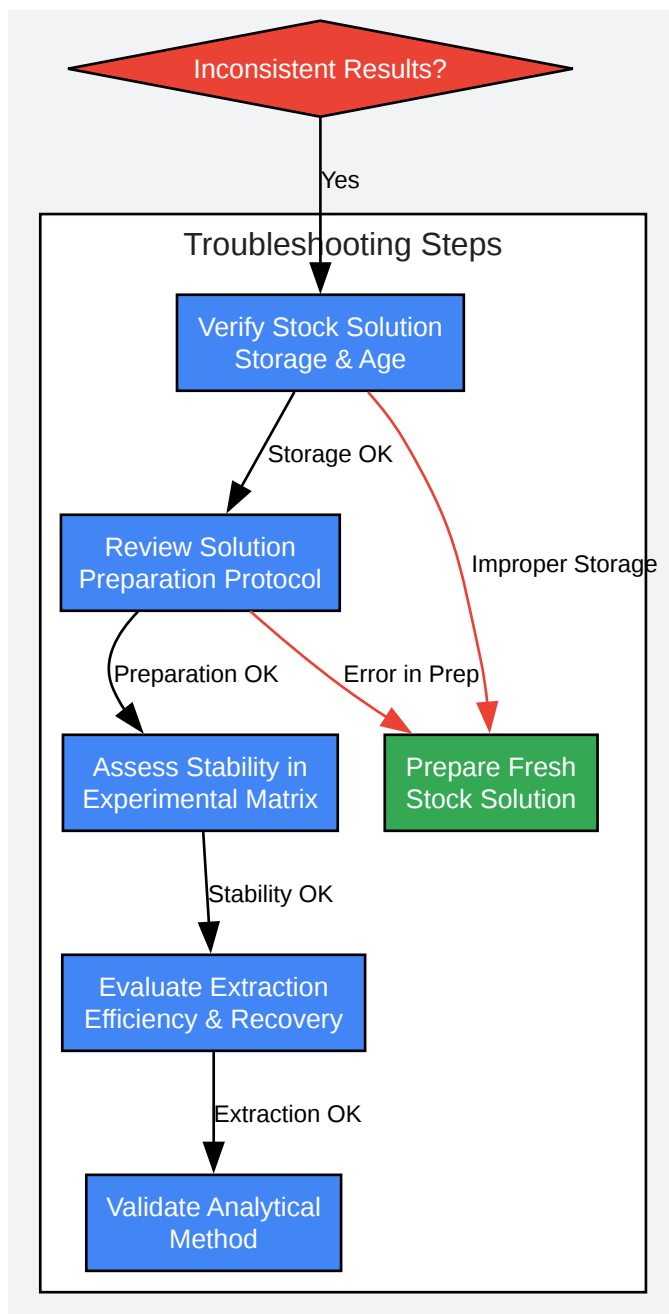 Inconsistent Results?
Yes
Troubleshooting Steps
Verify Stock Solution
Storage & Age
Storage OK
Review Solution
Preparation Protocol
Improper Storage
Preparation OK
Error in Prep
Assess Stability in
Experimental Matrix
Prepare Fresh
Stock Solution
Stability OK
Evaluate Extraction
Efficiency & Recovery
Extraction OK
Validate Analytical
Method